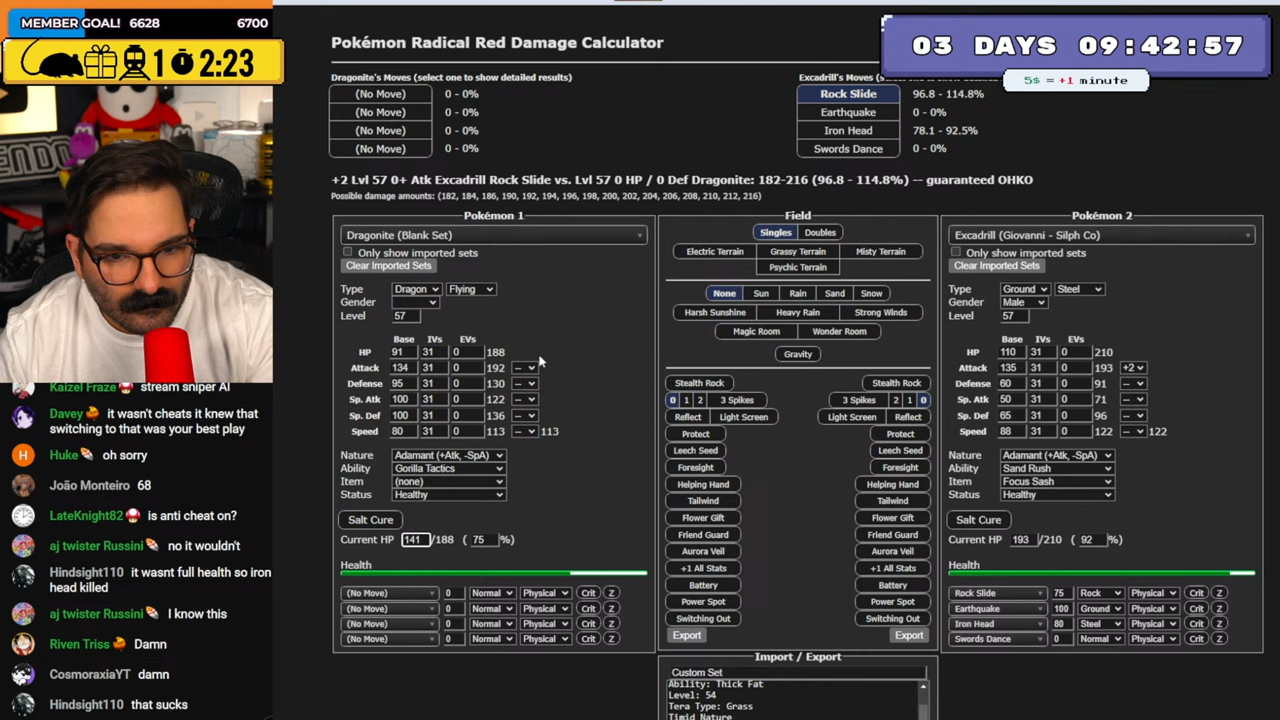 MEMBER GOAL! 6628 6700
1 2:23
03 DAYS 09:42:57
5$ = +1 minute
Pokémon Radical Red Damage Calculator
Dragonite's Moves (select one to show detailed results)
(No Move) 0 - 0%
(No Move) 0 - 0%
(No Move) 0 - 0%
(No Move) 0 - 0%
Excadrill's Moves
Rock Slide 96.8 - 114.8%
Earthquake 0 - 0%
Iron Head 78.1 - 92.5%
Swords Dance 0 - 0%
+2 Lvl 57 0+ Atk Excadrill Rock Slide vs. Lvl 57 0 HP / 0 Def Dragonite: 182-216 (96.8 - 114.8%) -- guaranteed OHKO
Possible damage amounts: (182, 184, 186, 190, 192, 194, 196, 198, 200, 202, 204, 206, 208, 210, 212, 216)
Pokémon 1
Dragonite (Blank Set)
Only show imported sets
Clear Imported Sets
Type Dragon Flying
Gender
Level 57
Base IVs EVs
HP 91 31 0 188
Attack 134 31 0 192 --
Defense 95 31 0 130 --
Sp. Atk 100 31 0 122 --
Sp. Def 100 31 0 136 --
Speed 80 31 0 113 -- 113
Nature Adamant (+Atk, -SpA)
Ability Gorilla Tactics
Item (none)
Status Healthy
Salt Cure
Current HP 141 /188 ( 75 %)
Health
(No Move) 0 Normal Physical Crit Z
(No Move) 0 Normal Physical Crit Z
(No Move) 0 Normal Physical Crit Z
(No Move) 0 Normal Physical Crit Z
Field
Singles Doubles
Electric Terrain Grassy Terrain Misty Terrain
Psychic Terrain
None Sun Rain Sand Snow
Harsh Sunshine Heavy Rain Strong Winds
Magic Room Wonder Room
Gravity
Stealth Rock Stealth Rock
0 1 2 3 Spikes 3 Spikes 2 1 0
Reflect Light Screen Light Screen Reflect
Protect Protect
Leech Seed Leech Seed
Foresight Foresight
Helping Hand Helping Hand
Tailwind Tailwind
Flower Gift Flower Gift
Friend Guard Friend Guard
Aurora Veil Aurora Veil
+1 All Stats +1 All Stats
Battery Battery
Power Spot Power Spot
Switching Out Switching Out
Export Export
Import / Export
Custom Set
Ability: Thick Fat
Level: 54
Tera Type: Grass
Timid Nature
Pokémon 2
Excadrill (Giovanni - Silph Co)
Only show imported sets
Clear Imported Sets
Type Ground Steel
Gender Male
Level 57
Base IVs EVs
HP 110 31 0 210
Attack 135 31 0 193 +2
Defense 60 31 0 91 --
Sp. Atk 50 31 0 71 --
Sp. Def 65 31 0 96 --
Speed 88 31 0 122 -- 122
Nature Adamant (+Atk, -SpA)
Ability Sand Rush
Item Focus Sash
Status Healthy
Salt Cure
Current HP 193 /210 ( 92 %)
Health
Rock Slide 75 Rock Physical Crit Z
Earthquake 100 Ground Physical Crit Z
Iron Head 80 Steel Physical Crit Z
Swords Dance 0 Normal Physical Crit Z
Kaizel Fraze stream sniper AI
Davey it wasn't cheats it knew that
switching to that was your best play
Huke oh sorry
João Monteiro 68
LateKnight82 is anti cheat on?
aj twister Russini no it wouldn't
Hindsight110 it wasnt full health so iron
head killed
aj twister Russini I know this
Riven Triss Damn
CosmoraxiaYT damn
Hindsight110 that sucks